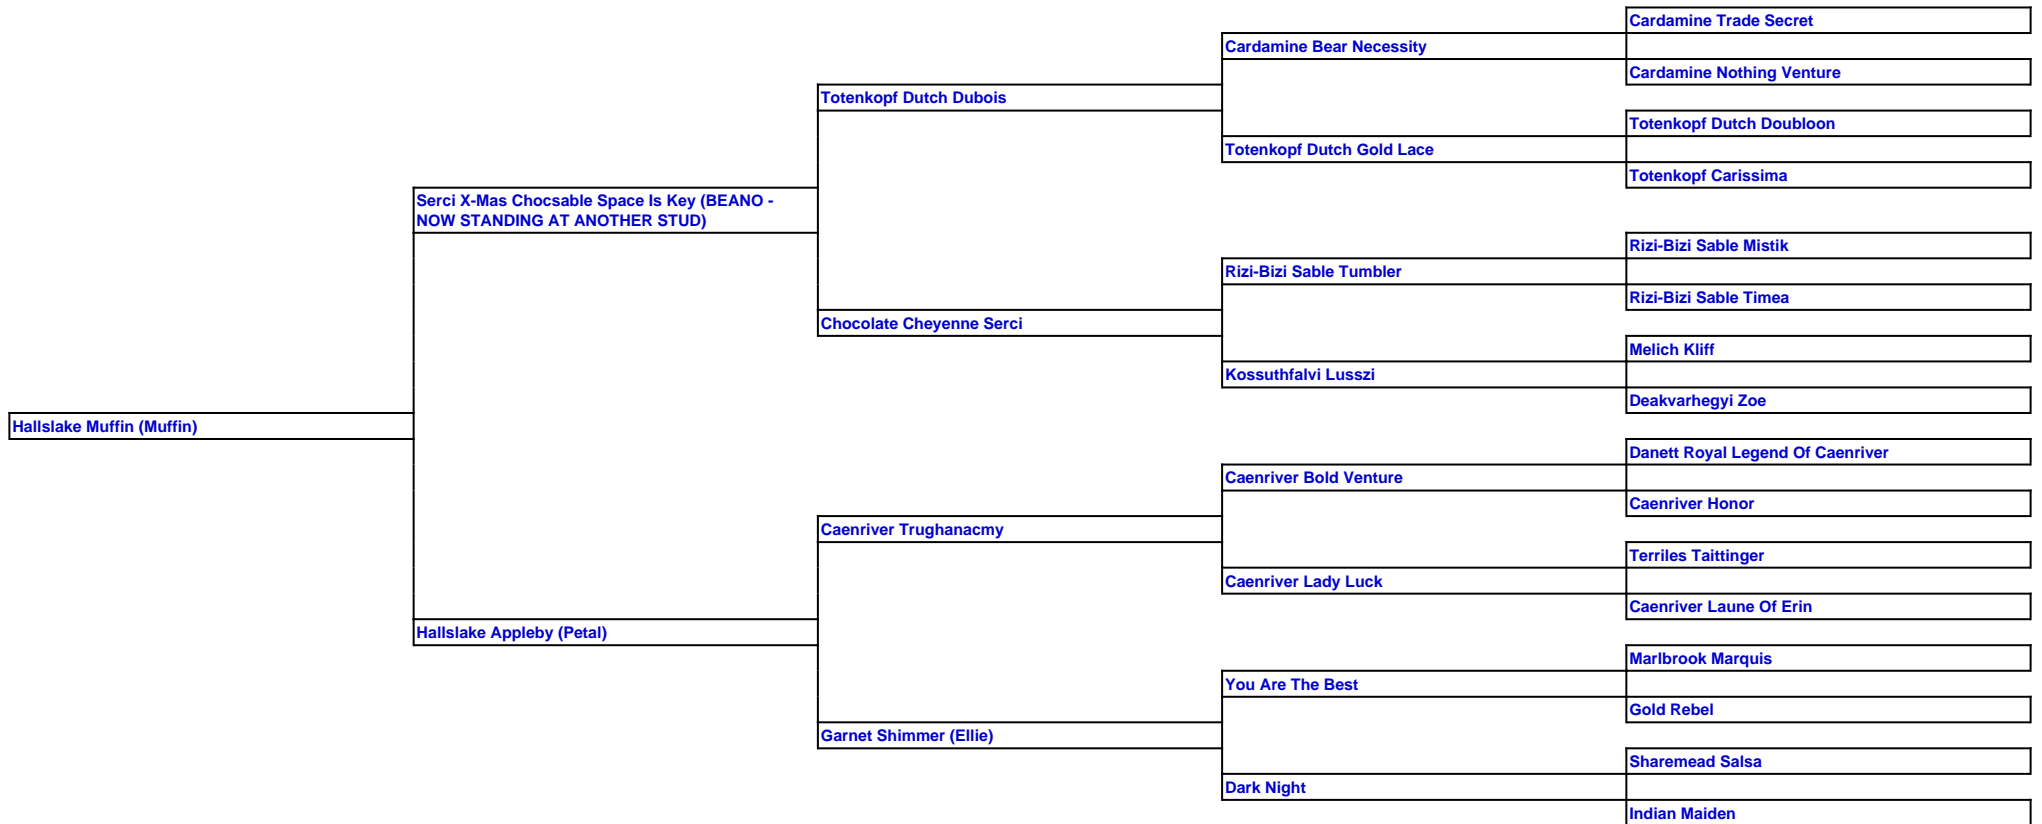 Cardamine Trade Secret
Cardamine Bear Necessity
Cardamine Nothing Venture
Totenkopf Dutch Dubois
Totenkopf Dutch Doubloon
Totenkopf Dutch Gold Lace
Totenkopf Carissima
Serci X-Mas Chocsable Space Is Key (BEANO -
NOW STANDING AT ANOTHER STUD)
Rizi-Bizi Sable Mistik
Rizi-Bizi Sable Tumbler
Rizi-Bizi Sable Timea
Chocolate Cheyenne Serci
Melich Kliff
Kossuthfalvi Lusszi
Deakvarhegyi Zoe
Hallslake Muffin (Muffin)
Danett Royal Legend Of Caenriver
Caenriver Bold Venture
Caenriver Honor
Caenriver Trughanacmy
Terriles Taittinger
Caenriver Lady Luck
Caenriver Laune Of Erin
Hallslake Appleby (Petal)
Marlbrook Marquis
You Are The Best
Gold Rebel
Garnet Shimmer (Ellie)
Sharemead Salsa
Dark Night
Indian Maiden